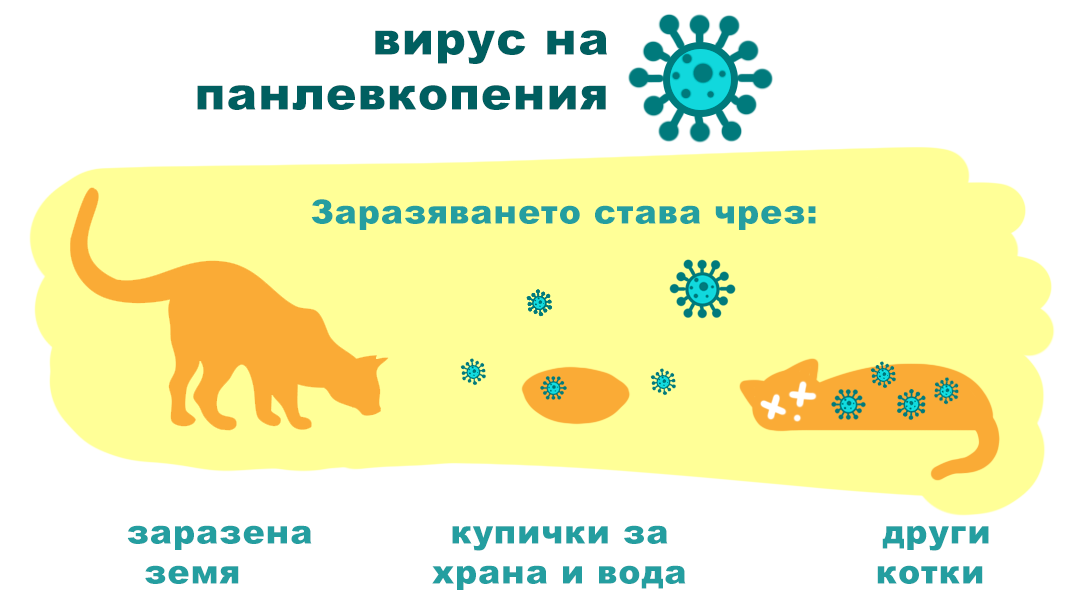 вирус на
панлевкопения
Заразяването става чрез:
заразена
земя
купички за
храна и вода
други
котки